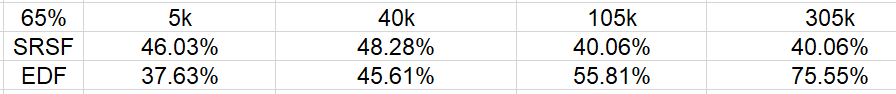 65% 5k 40k 105k 305k
SRSF 46.03% 48.28% 40.06% 40.06%
EDF 37.63% 45.61% 55.81% 75.55%